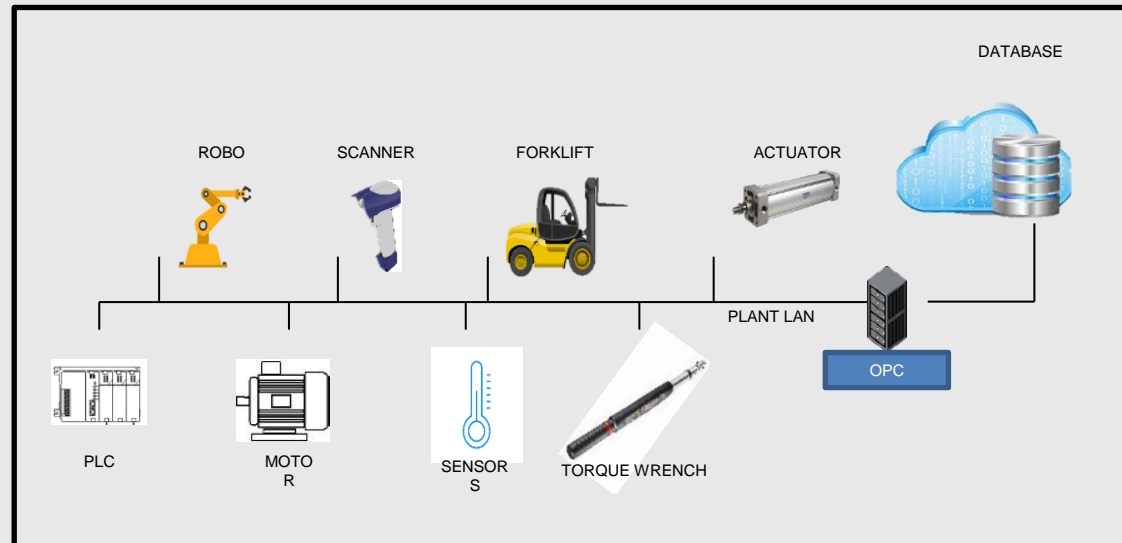 DATABASE
ROBO
SCANNER
FORKLIFT
ACTUATOR
PLANT LAN
OPC
PLC
MOTO
R
SENSOR
S
TORQUE WRENCH